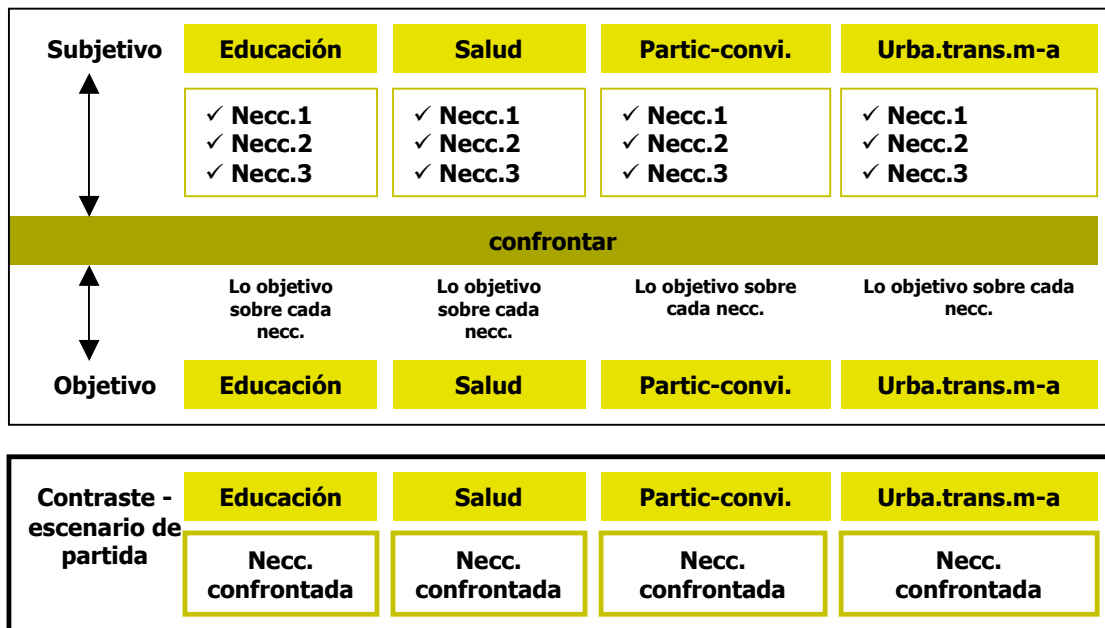 Subjetivo
Educación
Salud
Partic-convi.
Urba.trans.m-a
✓ Necc.1
✓ Necc.2
✓ Necc.3
✓ Necc.1
✓ Necc.2
✓ Necc.3
✓ Necc.1
✓ Necc.2
✓ Necc.3
✓ Necc.1
✓ Necc.2
✓ Necc.3
confrontar
Lo objetivo
sobre cada
necc.
Lo objetivo
sobre cada
necc.
Lo objetivo sobre
cada necc.
Lo objetivo sobre cada
necc.
Objetivo
Educación
Salud
Partic-convi.
Urba.trans.m-a
Contraste -
escenario de
partida
Educación
Salud
Partic-convi.
Urba.trans.m-a
Necc.
confrontada
Necc.
confrontada
Necc.
confrontada
Necc.
confrontada